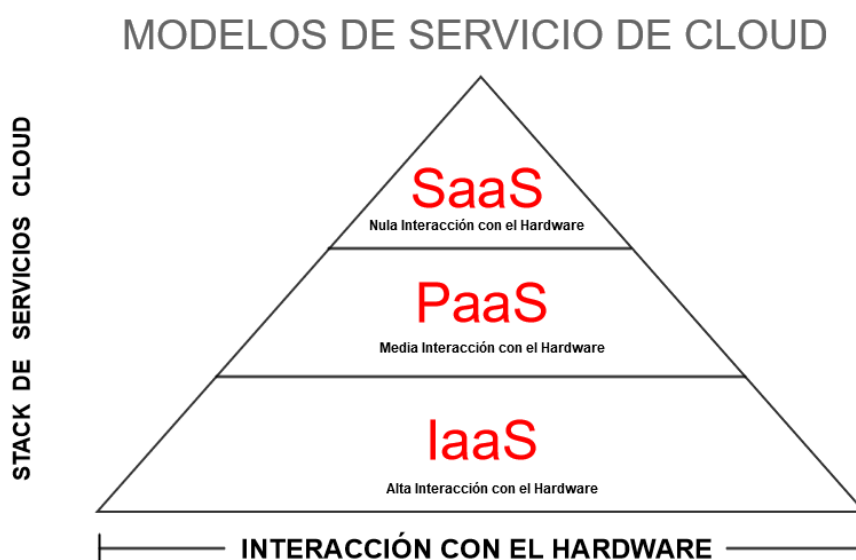 MODELOS DE SERVICIO DE CLOUD
STACK DE SERVICIOS CLOUD
SaaS
Nula Interacción con el Hardware
PaaS
Media Interacción con el Hardware
IaaS
Alta Interacción con el Hardware
INTERACCIÓN CON EL HARDWARE